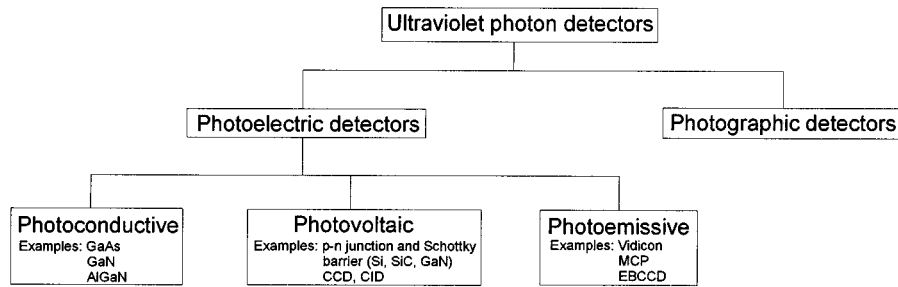 Ultraviolet photon detectors
Photoelectric detectors
Photographic detectors
Photoconductive
Examples: GaAs
GaN
AlGaN
Photovoltaic
Examples: p-n junction and Schottky
barrier (Si, SiC, GaN)
CCD, CID
Photoemissive
Examples: Vidicon
MCP
EBCCD